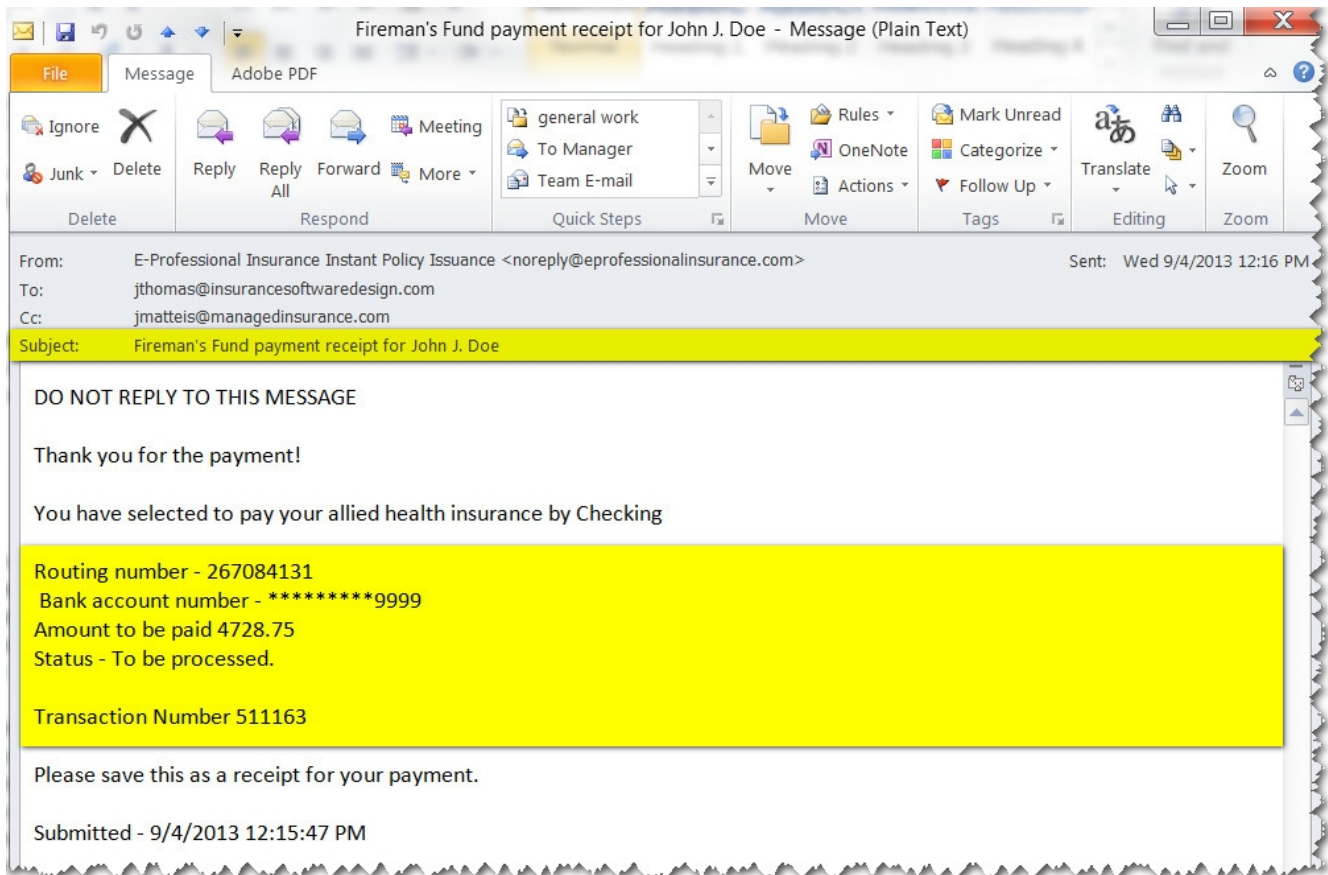 Fireman's Fund payment receipt for John J. Doe - Message (Plain Text)
File Message Adobe PDF
Ignore
Junk
Delete
Delete
Reply
Reply All
Forward
Meeting
More
Respond
general work
To Manager
Team E-mail
Quick Steps
Move
Rules
OneNote
Actions
Move
Mark Unread
Categorize
Follow Up
Tags
Translate
Editing
Zoom
Zoom
From: E-Professional Insurance Instant Policy Issuance <noreply@eprofessionalinsurance.com> Sent: Wed 9/4/2013 12:16 PM
To: jthomas@insurancesoftwaredesign.com
Cc: jmatteis@managedinsurance.com
Subject: Fireman's Fund payment receipt for John J. Doe
DO NOT REPLY TO THIS MESSAGE
Thank you for the payment!
You have selected to pay your allied health insurance by Checking
Routing number - 267084131
Bank account number - *********9999
Amount to be paid 4728.75
Status - To be processed.
Transaction Number 511163
Please save this as a receipt for your payment.
Submitted - 9/4/2013 12:15:47 PM